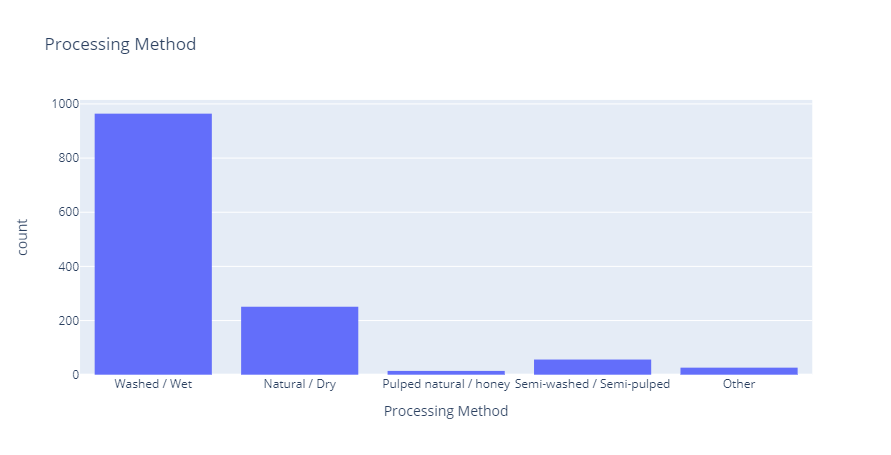 Processing Method
1000
800
600
400
200
0
count
Washed / Wet
Natural / Dry
Pulped natural / honey
Semi-washed / Semi-pulped
Other
Processing Method